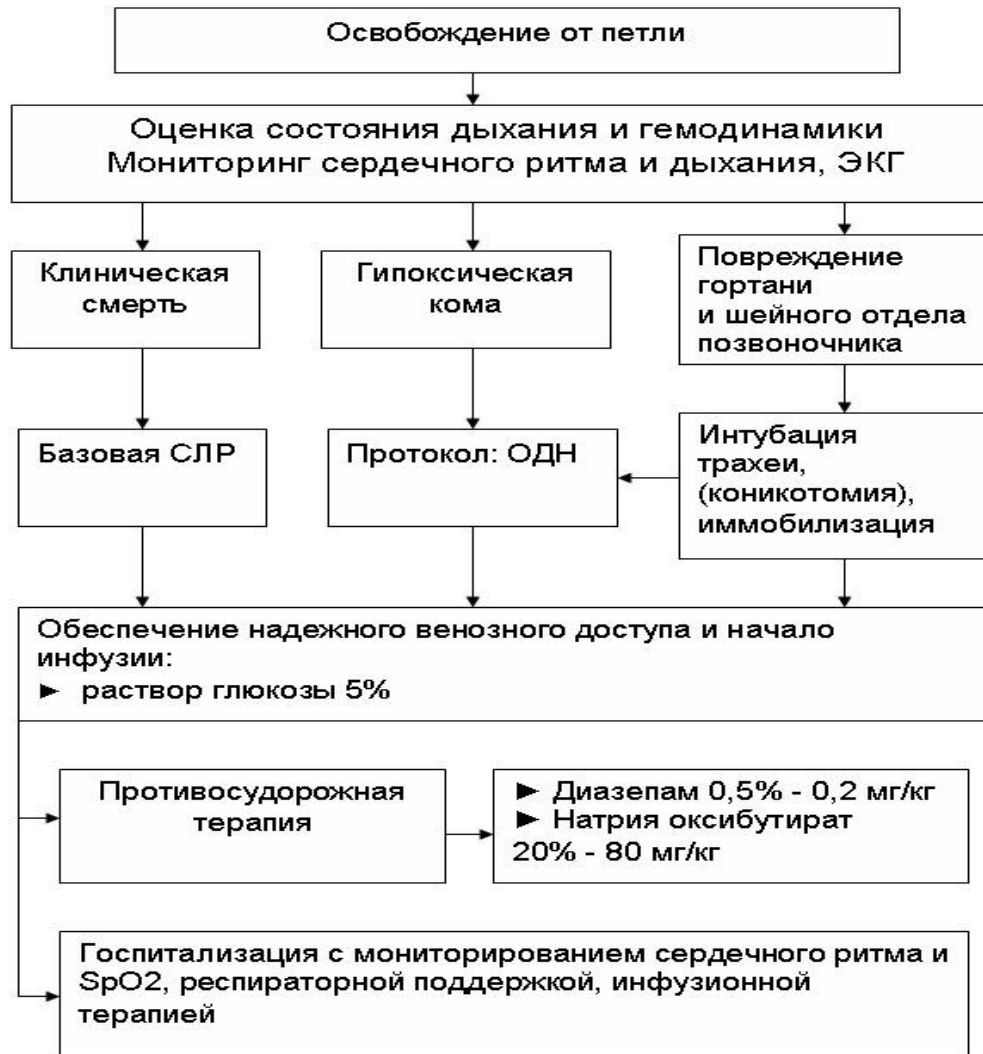 Освобождение от петли
Оценка состояния дыхания и гемодинамики
Мониторинг сердечного ритма и дыхания, ЭКГ
Клиническая
смерть
Гипоксическая
кома
Повреждение
гортани
и шейного отдела
позвоночника
Базовая СЛР
Протокол: ОДН
Интубация
трахеи,
(коникотомия),
иммобилизация
Обеспечение надежного венозного доступа и начало
инфузии:
► раствор глюкозы 5%
Противосудорожная
терапия
► Диазепам 0,5% - 0,2 мг/кг
► Натрия оксибутират
20% - 80 мг/кг
Госпитализация с мониторированием сердечного ритма и
SpO2, респираторной поддержкой, инфузионной
терапией